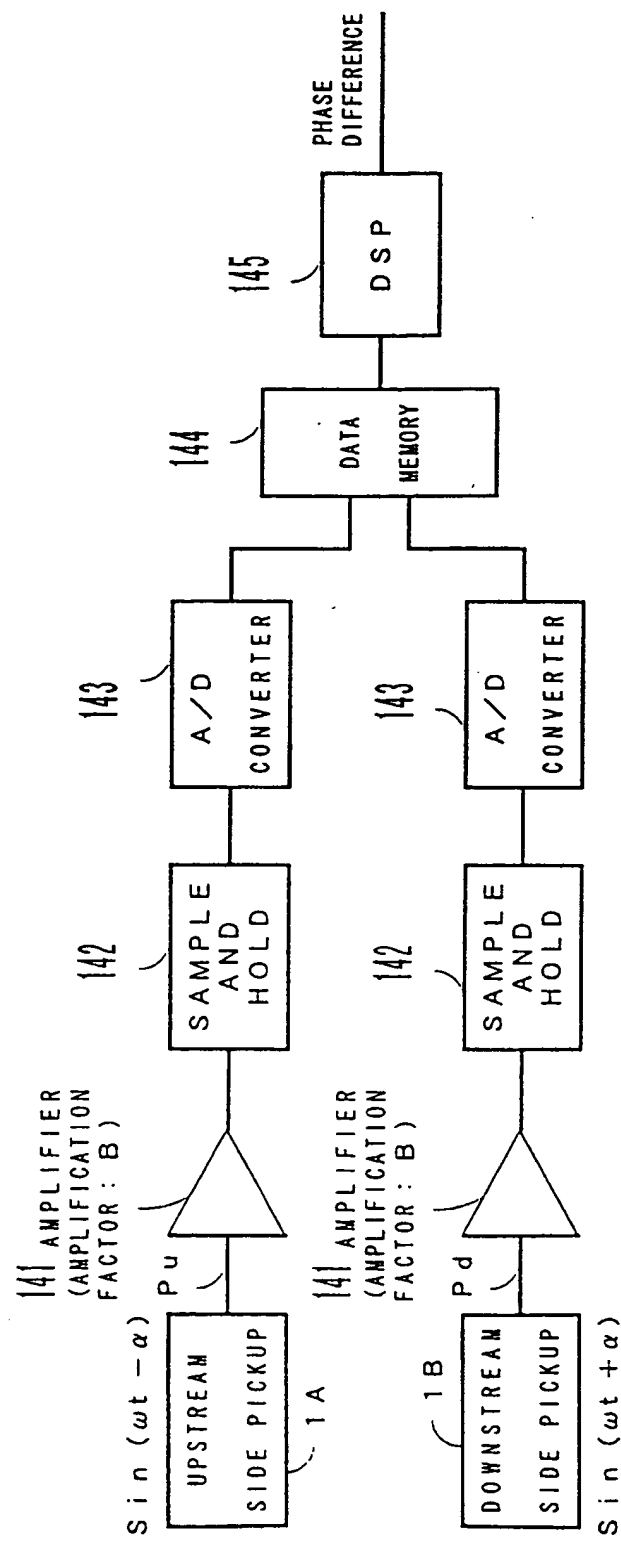 Sin (ωt − α)
UPSTREAM
SIDE PICKUP
1A
Pu
141 AMPLIFIER
(AMPLIFICATION
FACTOR: B)
142
SAMPLE
AND
HOLD
143
A/D
CONVERTER
1B
DOWNSTREAM
SIDE PICKUP
Sin (ωt + α)
Pd
141 AMPLIFIER
(AMPLIFICATION
FACTOR: B)
142
SAMPLE
AND
HOLD
143
A/D
CONVERTER
144
DATA
MEMORY
145
DSP
PHASE
DIFFERENCE